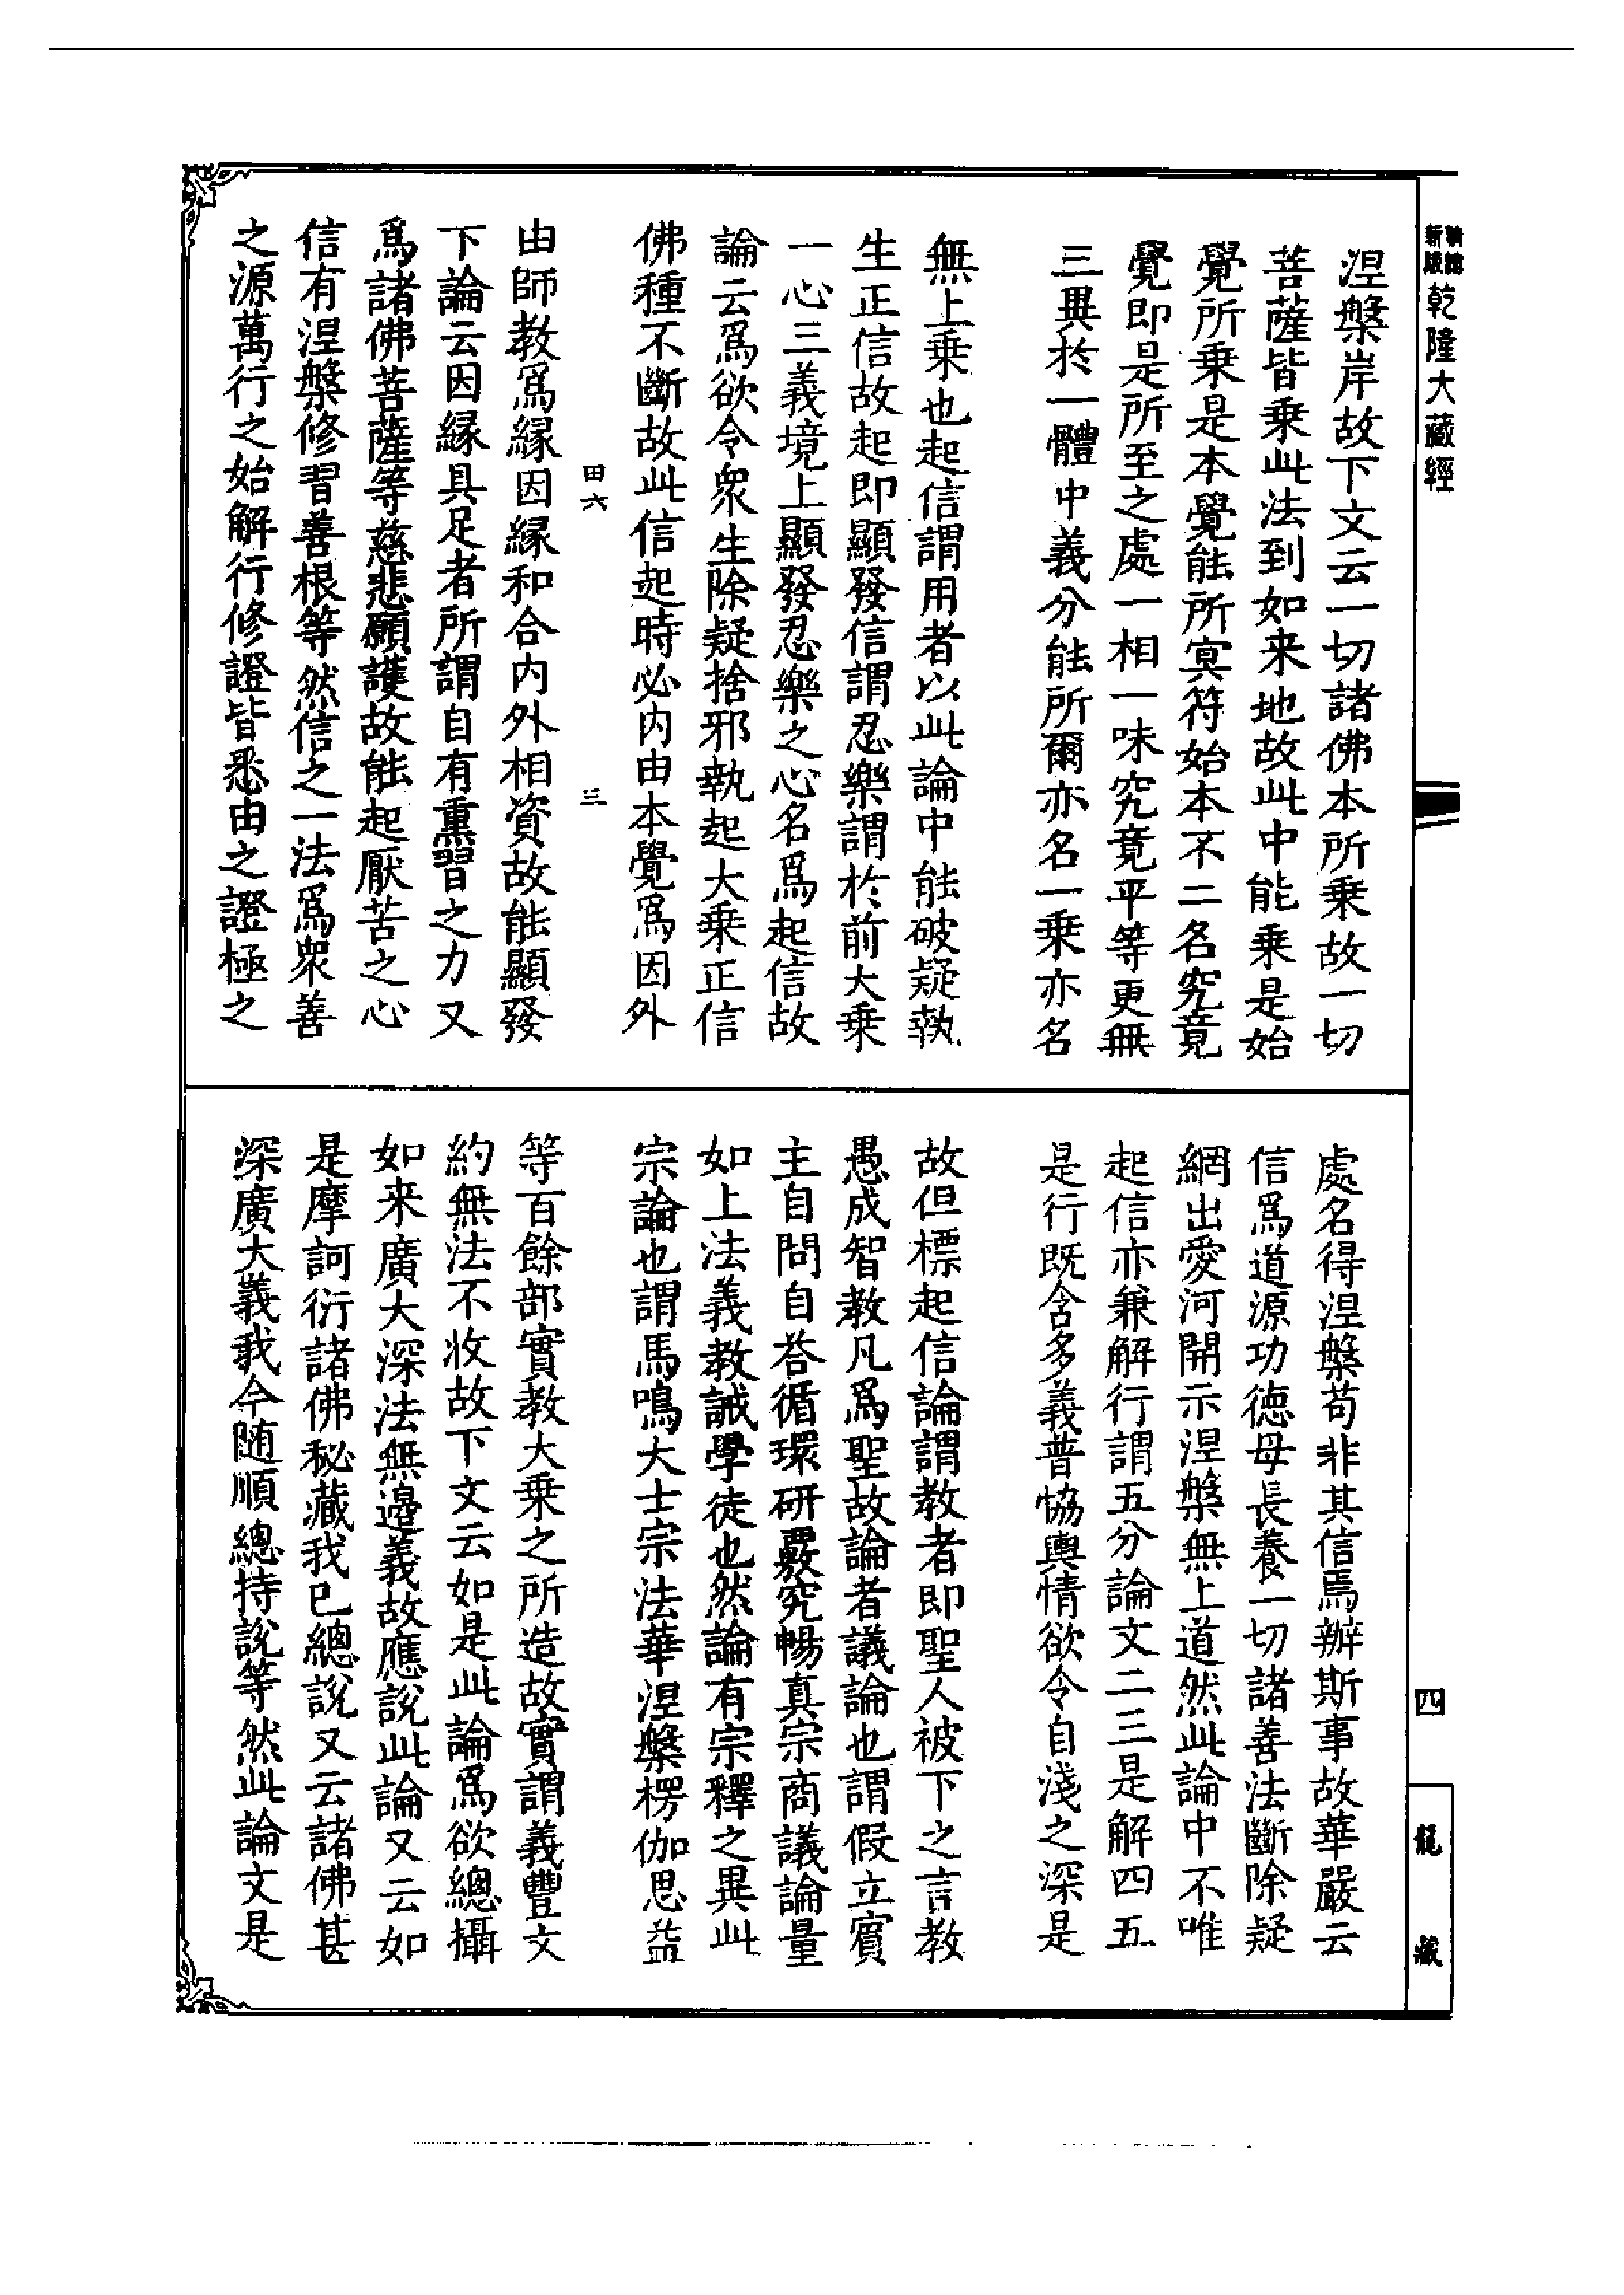 精縮新版乾隆大藏經
涅槃岸故下文云一切諸佛本所乘故一切
菩薩皆乘此法到如来地故此中能乘是始
覺所乘是本覺能所冥符始本不二名究竟
覺即是所至之處一相一味究竟平等更無
三異於一體中義分能所爾亦名一乘亦名
無上乘也起信謂用者以此論中能破疑執
生正信故起即顯發信謂忍樂謂於前大乘
一心三義境上顯發忍樂之心名爲起信故
論云爲欲令眾生除疑捨邪執起大乘正信
佛種不斷故此信起時必内由本覺爲因外
田六 三
由師教爲緣因緣和合内外相資故能顯發
下論云因緣具足者所謂自有熏習之力又
爲諸佛菩薩等慈悲願護故能起厭苦之心
信有涅槃修習善根等然信之一法爲眾善
之源萬行之始解行修證皆悉由之證極之
處名得涅槃苟非其信焉辦斯事故華嚴云
信爲道源功德母長養一切諸善法斷除疑
網出愛河開示涅槃無上道然此論中不唯
起信亦兼解行謂五分論文二三是解四五
是行既含多義普協輿情欲令自淺之深是
故但標起信論謂教者即聖人被下之言教
愚成智教凡爲聖故論者議論也謂假立賓
主自問自荅循環研覈究暢真宗商議論量
如上法義教誡學徒也然論有宗釋之異此
宗論也謂馬鳴大士宗法華涅槃楞伽思益
等百餘部實教大乘之所造故實謂義豐文
約無法不收故下文云如是此論爲欲總攝
如来廣大深法無邊義故應說此論又云如
是摩訶衍諸佛秘藏我已總說又云諸佛甚
深廣大義我今随順總持說等然此論文是
四
龍藏